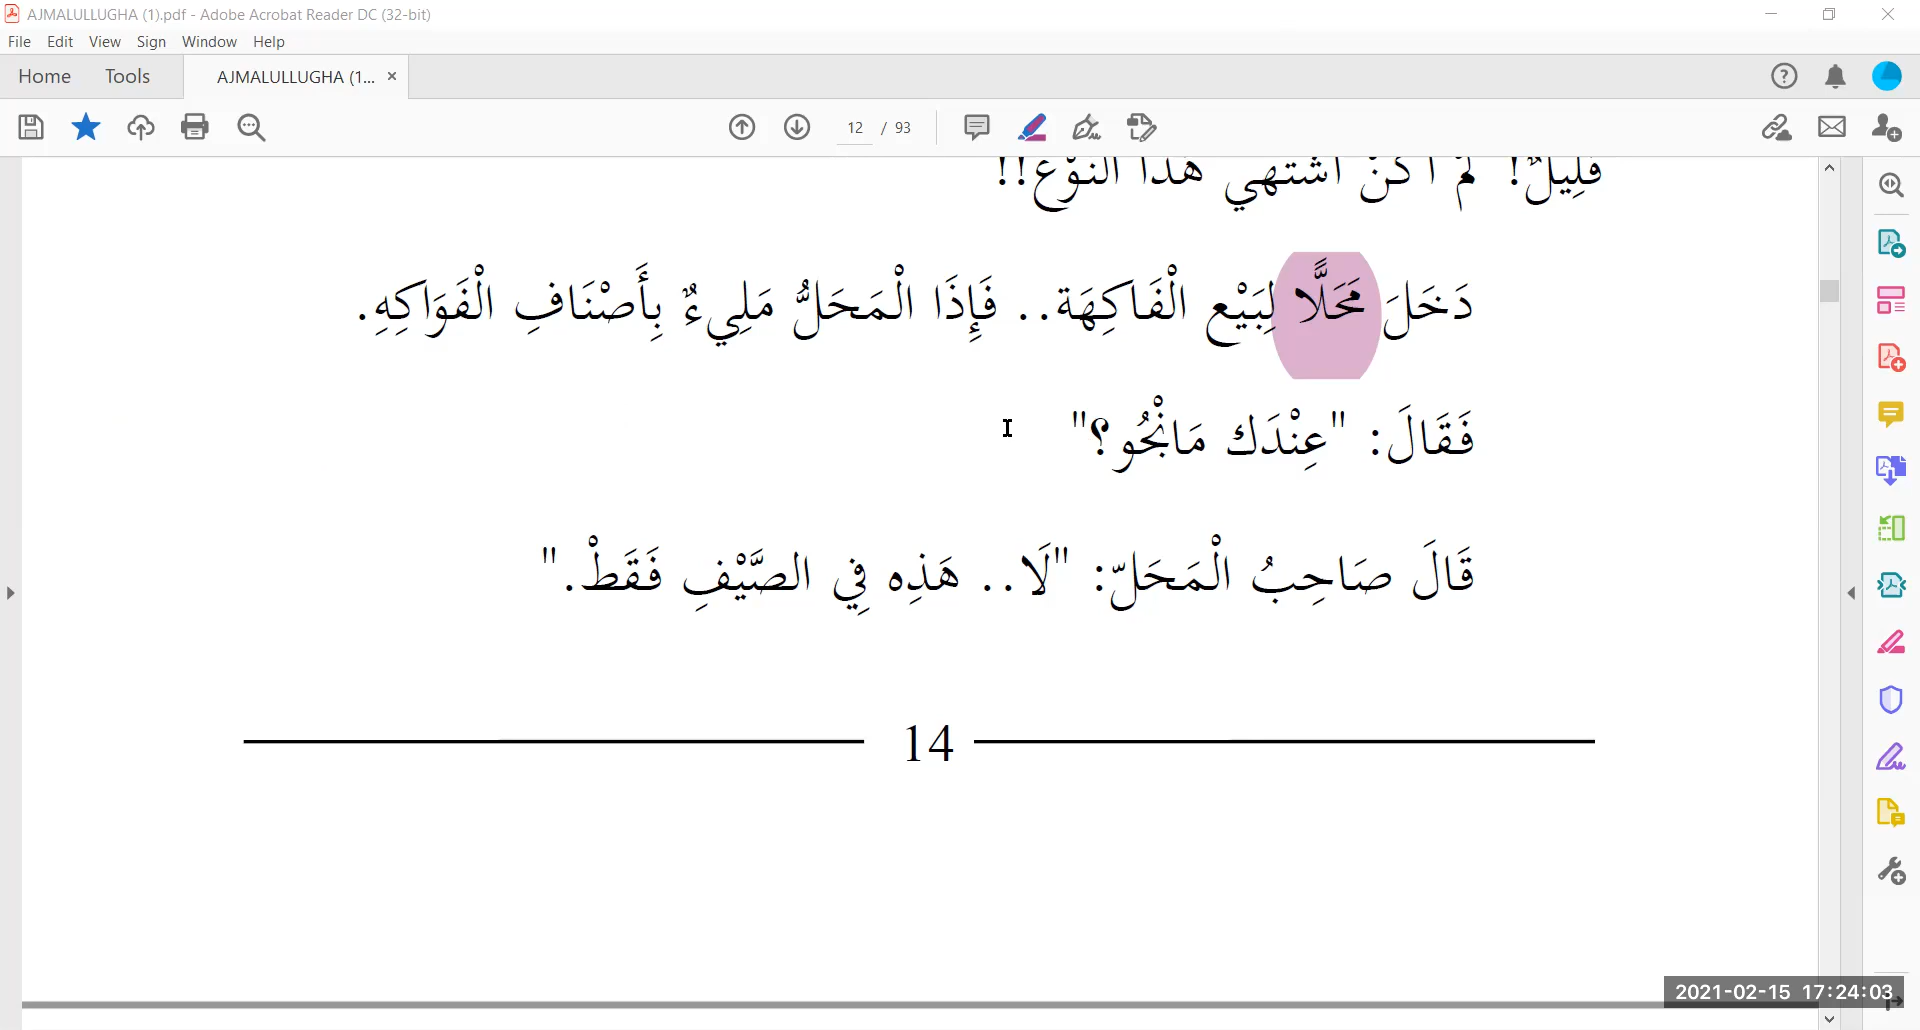 AJMALULLUGHA (1).pdf - Adobe Acrobat Reader DC (32-bit)
File Edit View Sign Window Help
Home Tools AJMALULLUGHA (1... ×
12 / 93
قَلِيلٌ! لَمْ أَكُنْ أَشْتَهِي هَذَا النَّوْعَ!!
دَخَلَ مَحَلًّا لِبَيْعِ الْفَاكِهَة.. فَإِذَا الْمَحَلُّ مَلِيءٌ بِأَصْنَافِ الْفَوَاكِهِ.
فَقَالَ: "عِنْدَك مَانْجُو؟"
قَالَ صَاحِبُ الْمَحَلّ: "لَا.. هَذِه فِي الصَّيْفِ فَقَطْ."
14
2021-02-15 17:24:03